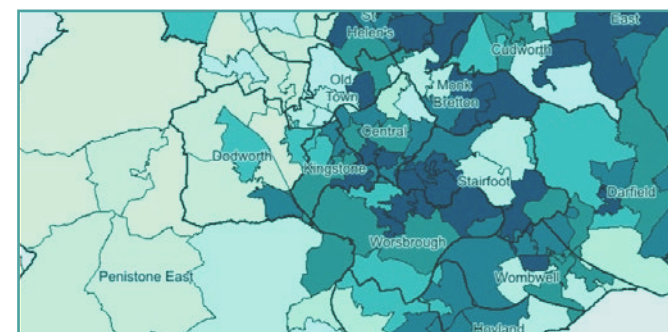 St
Helen's
East
Cudworth
Old
Town
Monk
Bretton
Central
Dodworth
Kingstone
Stairfoot
Darfield
Worsbrough
Penistone East
Wombwell
Hoyland